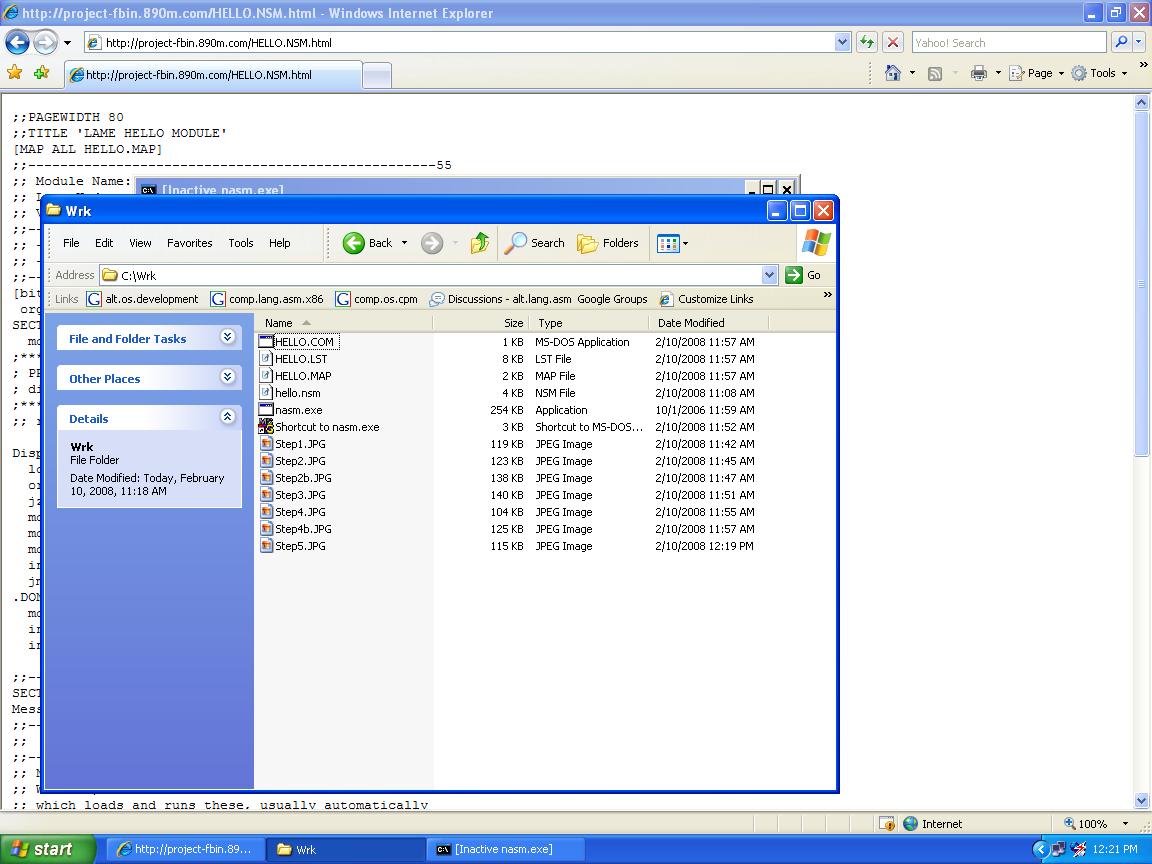 http://project-fbin.890m.com/HELLO.NSM.html - Windows Internet Explorer
http://project-fbin.890m.com/HELLO.NSM.html
Yahoo! Search
http://project-fbin.890m.com/HELLO.NSM.html
Page
Tools
;;PAGEWIDTH 80
;;TITLE 'LAME HELLO MODULE'
[MAP ALL HELLO.MAP]
;;--------------------------------------------------55
;; Module Name:
[Inactive nasm.exe]
Wrk
File Edit View Favorites Tools Help
Back Search Folders
Address C:\Wrk Go
Links alt.os.development comp.lang.asm.x86 comp.os.cpm Discussions - alt.lang.asm Google Groups Customize Links
File and Folder Tasks
Other Places
Details
Wrk
File Folder
Date Modified: Today, February
10, 2008, 11:18 AM
Name Size Type Date Modified
HELLO.COM 1 KB MS-DOS Application 2/10/2008 11:57 AM
HELLO.LST 8 KB LST File 2/10/2008 11:57 AM
HELLO.MAP 2 KB MAP File 2/10/2008 11:57 AM
hello.nsm 4 KB NSM File 2/10/2008 11:08 AM
nasm.exe 254 KB Application 10/1/2006 11:59 AM
Shortcut to nasm.exe 3 KB Shortcut to MS-DOS... 2/10/2008 11:52 AM
Step1.JPG 119 KB JPEG Image 2/10/2008 11:42 AM
Step2.JPG 123 KB JPEG Image 2/10/2008 11:45 AM
Step2b.JPG 138 KB JPEG Image 2/10/2008 11:47 AM
Step3.JPG 140 KB JPEG Image 2/10/2008 11:51 AM
Step4.JPG 104 KB JPEG Image 2/10/2008 11:55 AM
Step4b.JPG 125 KB JPEG Image 2/10/2008 11:57 AM
Step5.JPG 115 KB JPEG Image 2/10/2008 12:19 PM
;; which loads and runs these, usually automatically
Internet
100%
start
http://project-fbin.89...
Wrk
[Inactive nasm.exe]
12:21 PM